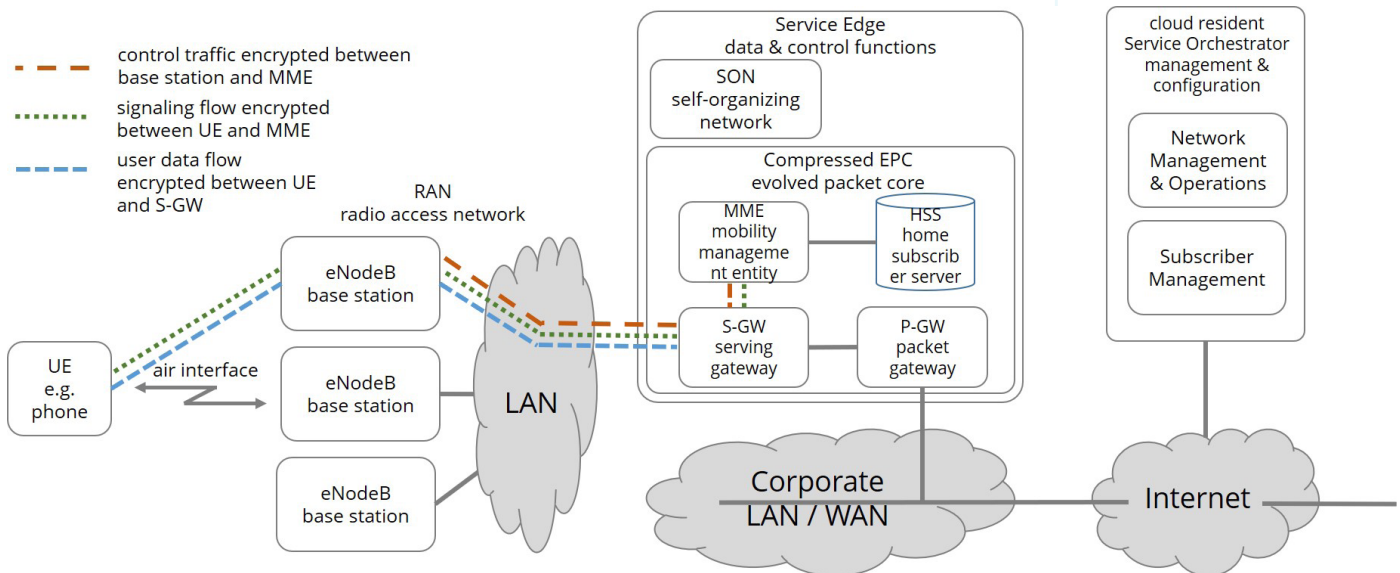 control traffic encrypted between
base station and MME
signaling flow encrypted
between UE and MME
user data flow
encrypted between UE
and S-GW
RAN
radio access network
eNodeB
base station
eNodeB
base station
eNodeB
base station
UE
e.g.
phone
air interface
LAN
Service Edge
data & control functions
SON
self-organizing
network
Compressed EPC
evolved packet core
MME
mobility
manageme
nt entity
HSS
home
subscrib
er server
S-GW
serving
gateway
P-GW
packet
gateway
Corporate
LAN / WAN
cloud resident
Service Orchestrator
management &
configuration
Network
Management
& Operations
Subscriber
Management
Internet